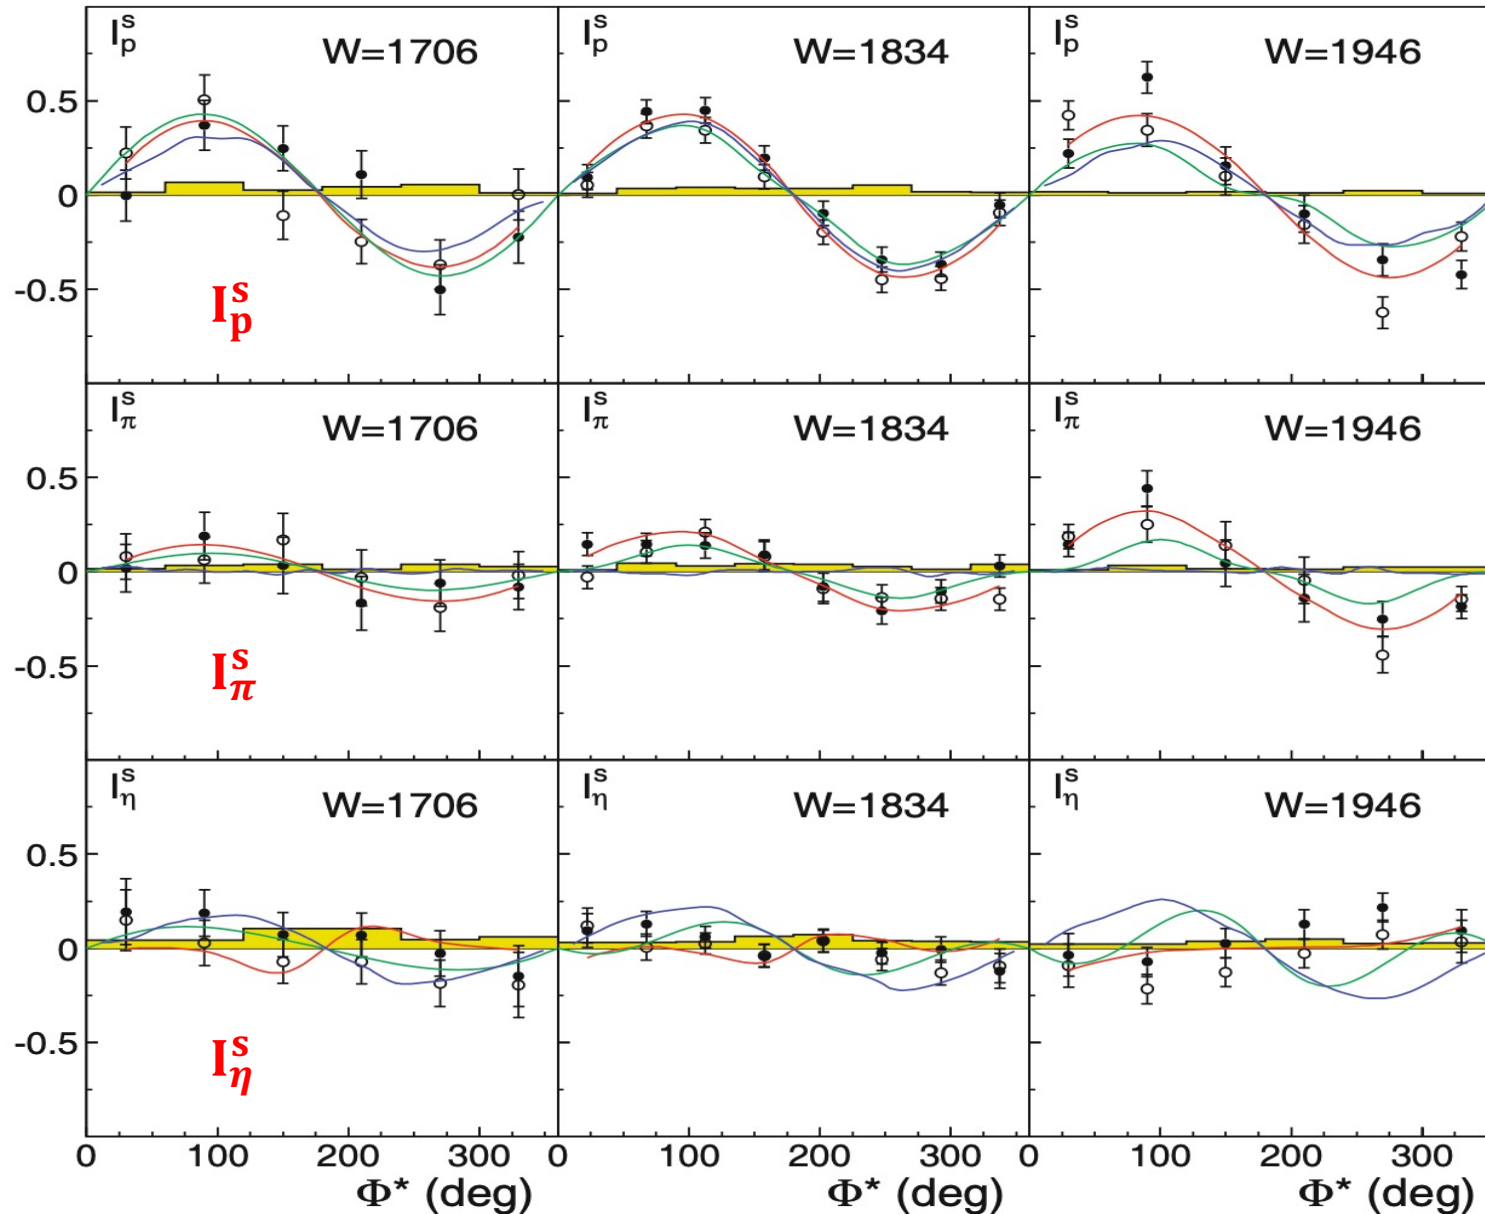 I_p^s W=1706 I_p^s W=1834 I_p^s W=1946
0.5
0
-0.5
I_p^s
I_π^s W=1706 I_π^s W=1834 I_π^s W=1946
0.5
0
-0.5
I_π^s
I_η^s W=1706 I_η^s W=1834 I_η^s W=1946
0.5
0
-0.5
I_η^s
0 100 200 300 0 100 200 300 0 100 200 300
Φ* (deg) Φ* (deg) Φ* (deg)